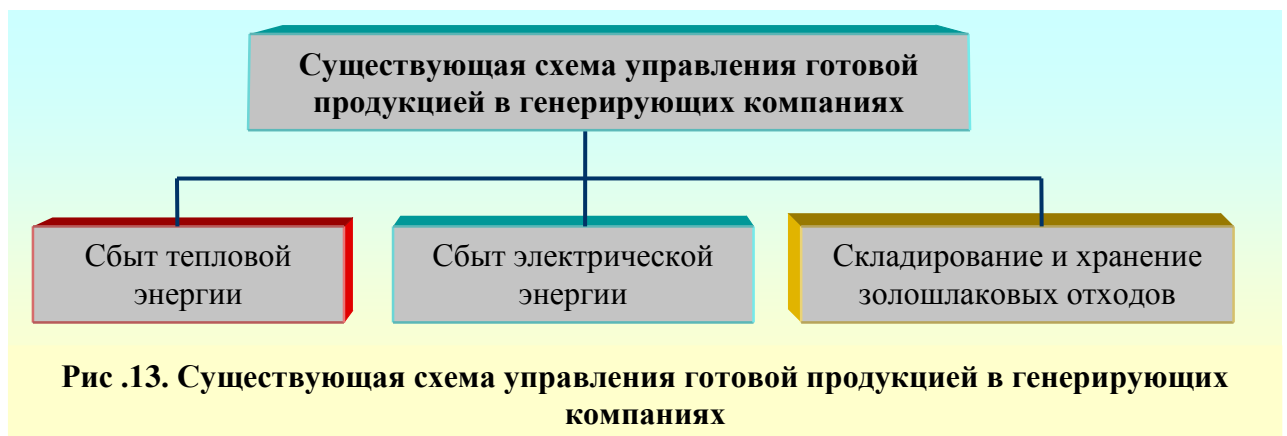 Существующая схема управления готовой
продукцией в генерирующих компаниях
Сбыт тепловой
энергии
Сбыт электрической
энергии
Складирование и хранение
золошлаковых отходов
Рис .13. Существующая схема управления готовой продукцией в генерирующих
компаниях